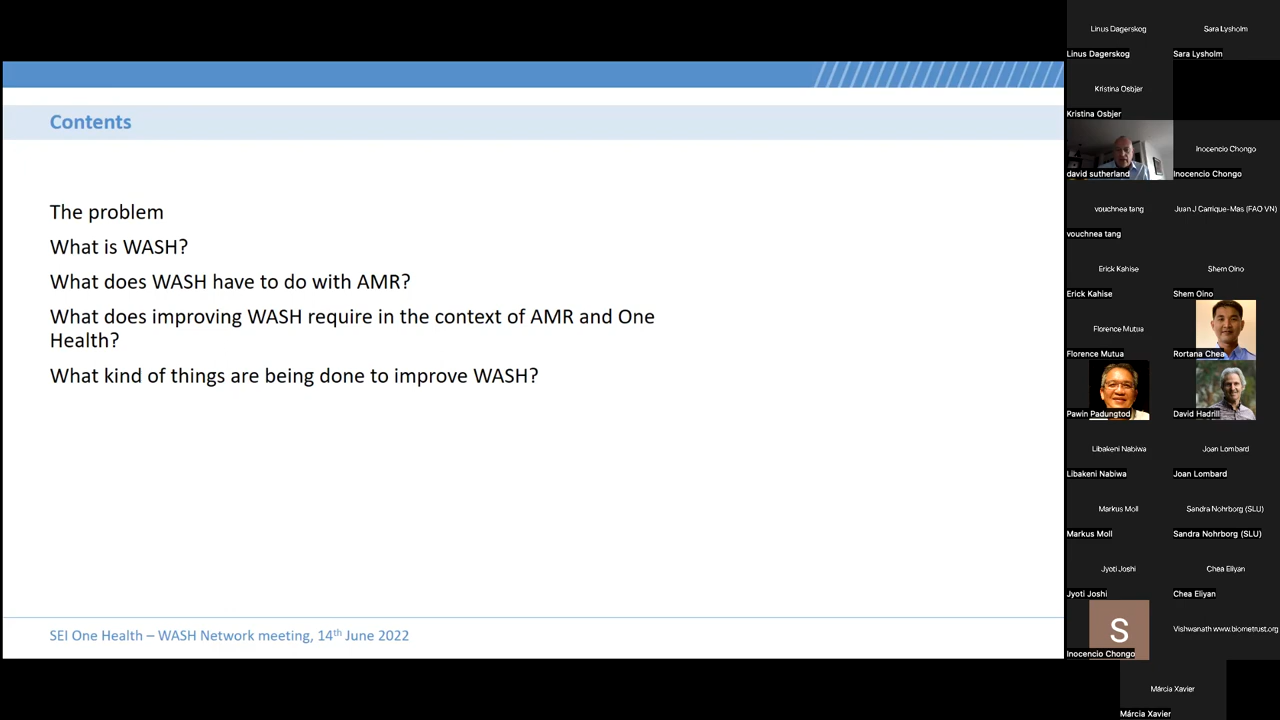 Contents
The problem
What is WASH?
What does WASH have to do with AMR?
What does improving WASH require in the context of AMR and One
Health?
What kind of things are being done to improve WASH?
SEI One Health – WASH Network meeting, 14th June 2022
Linus Dagerskog
Sara Lysholm
Linus Dagerskog
Sara Lysholm
Kristina Osbjer
Kristina Osbjer
Inocencio Chongo
david sutherland
Inocencio Chongo
vouchnea tang
Juan J Carrique-Mas (FAO VN)
vouchnea tang
Erick Kahise
Shem Oino
Erick Kahise
Shem Oino
Florence Mutua
Florence Mutua
Rortana Chea
Pawin Padungtod
David Hadrill
Libakeni Nabiwa
Joan Lombard
Libakeni Nabiwa
Joan Lombard
Markus Moll
Sandra Nohrborg (SLU)
Markus Moll
Sandra Nohrborg (SLU)
Jyoti Joshi
Chea Eliyan
Jyoti Joshi
Chea Eliyan
S
Vishwanath www.biometrust.org
Inocencio Chongo
Márcia Xavier
Márcia Xavier